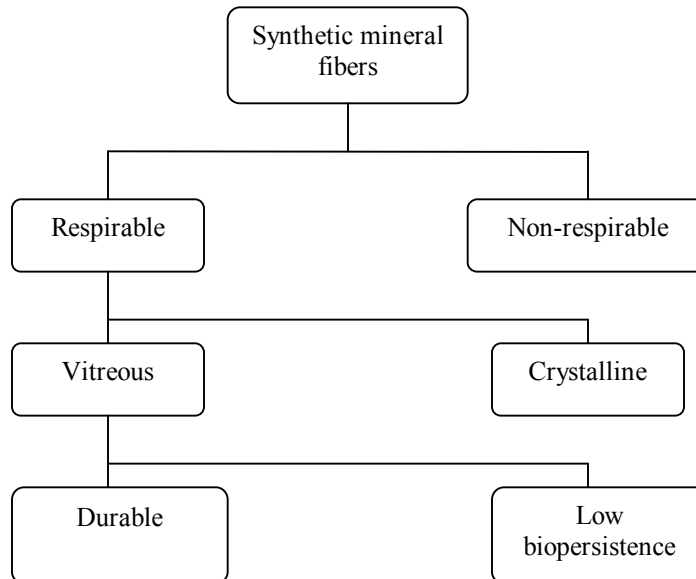 Synthetic mineral
fibers
Respirable
Non-respirable
Vitreous
Crystalline
Durable
Low
biopersistence